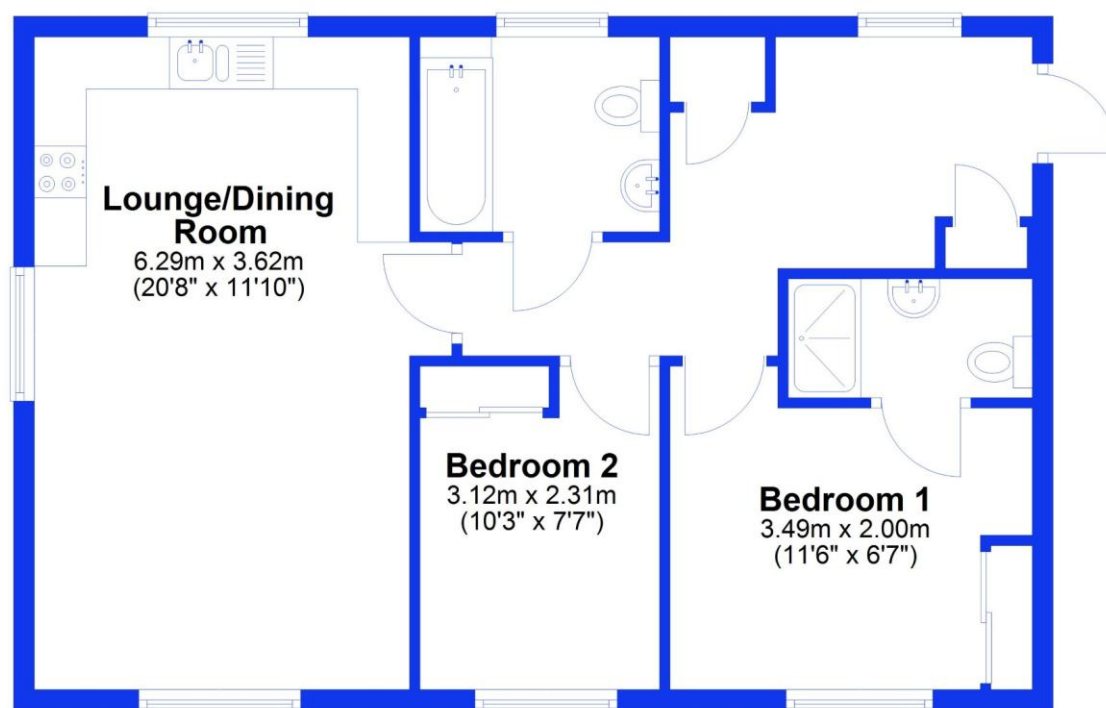 Lounge/Dining
Room
6.29m x 3.62m
(20'8" x 11'10")
Bedroom 2
3.12m x 2.31m
(10'3" x 7'7")
Bedroom 1
3.49m x 2.00m
(11'6" x 6'7")